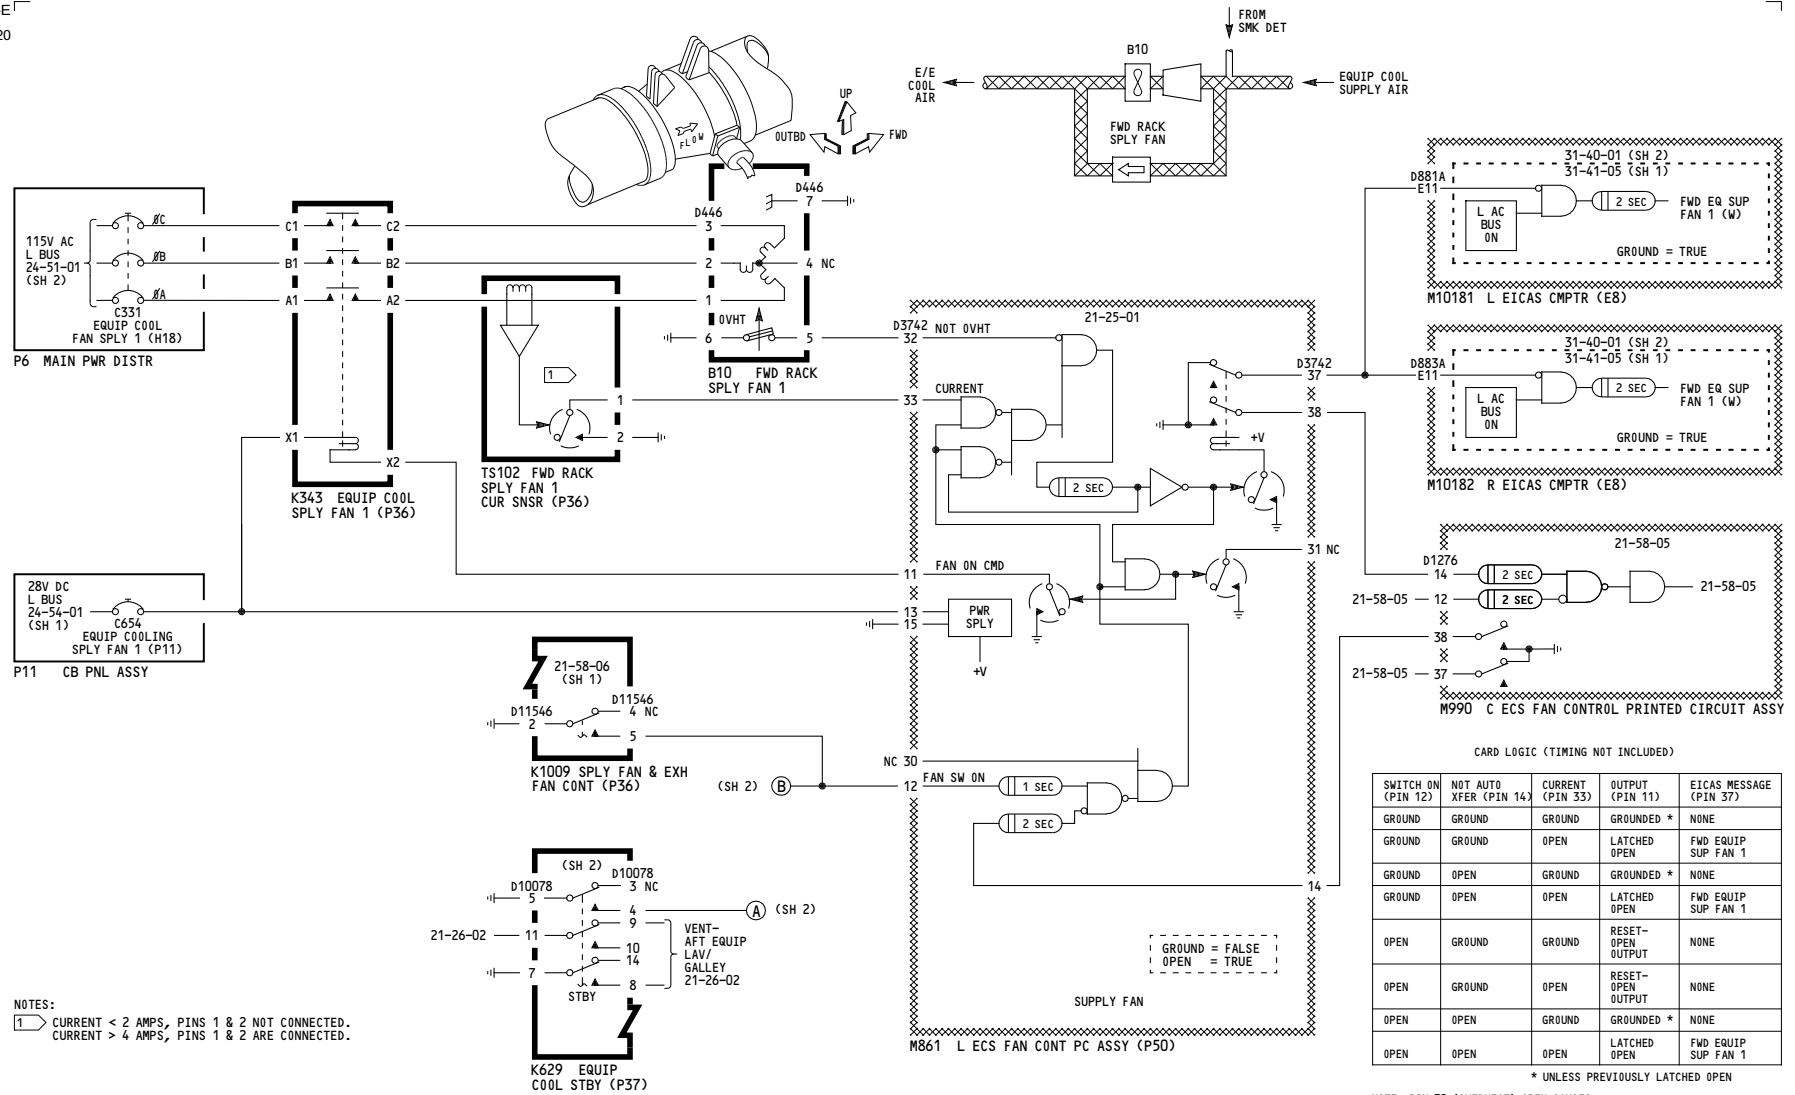 E
20
FROM
SMK DET
B10
E/E
COOL
AIR
EQUIP COOL
SUPPLY AIR
FWD RACK
SPLY FAN
UP
OUTBD
FWD
FLOW
115V AC
L BUS
24-51-01
(SH 2)
ØC
ØB
ØA
C331
EQUIP COOL
FAN SPLY 1 (H18)
P6 MAIN PWR DISTR
C1
C2
B1
B2
A1
A2
X1
X2
K343 EQUIP COOL
SPLY FAN 1 (P36)
1
1
2
TS102 FWD RACK
SPLY FAN 1
CUR SNSR (P36)
D446
7
D446
3
2
4 NC
1
OVHT
6
5
B10 FWD RACK
SPLY FAN 1
28V DC
L BUS
24-54-01
(SH 1)
C654
EQUIP COOLING
SPLY FAN 1 (P11)
P11 CB PNL ASSY
21-58-06
(SH 1)
D11546
D11546
4 NC
2
5
K1009 SPLY FAN & EXH
FAN CONT (P36)
(SH 2) B
(SH 2)
D10078
D10078
3 NC
5
4
A (SH 2)
9
21-26-02
11
10
14
7
8
STBY
VENT-
AFT EQUIP
LAV/
GALLEY
21-26-02
K629 EQUIP
COOL STBY (P37)
21-25-01
D3742
32
NOT OVHT
33
CURRENT
2 SEC
D3742
37
38
+V
31 NC
11
FAN ON CMD
13
15
PWR
SPLY
+V
NC 30
12
FAN SW ON
1 SEC
2 SEC
14
GROUND = FALSE
OPEN = TRUE
SUPPLY FAN
M861 L ECS FAN CONT PC ASSY (P50)
31-40-01 (SH 2)
31-41-05 (SH 1)
D881A
E11
L AC
BUS
ON
2 SEC
FWD EQ SUP
FAN 1 (W)
GROUND = TRUE
M10181 L EICAS CMPTR (E8)
31-40-01 (SH 2)
31-41-05 (SH 1)
D883A
E11
L AC
BUS
ON
2 SEC
FWD EQ SUP
FAN 1 (W)
GROUND = TRUE
M10182 R EICAS CMPTR (E8)
21-58-05
D1276
14
2 SEC
21-58-05
21-58-05
12
2 SEC
38
21-58-05
37
M990 C ECS FAN CONTROL PRINTED CIRCUIT ASSY
CARD LOGIC (TIMING NOT INCLUDED)
SWITCH ON (PIN 12) NOT AUTO XFER (PIN 14) CURRENT (PIN 33) OUTPUT (PIN 11) EICAS MESSAGE (PIN 37)
GROUND GROUND GROUND GROUNDED * NONE
GROUND GROUND OPEN LATCHED OPEN FWD EQUIP SUP FAN 1
GROUND OPEN GROUND GROUNDED * NONE
GROUND OPEN OPEN LATCHED OPEN FWD EQUIP SUP FAN 1
OPEN GROUND GROUND RESET- OPEN OUTPUT NONE
OPEN GROUND OPEN RESET- OPEN OUTPUT NONE
OPEN OPEN GROUND GROUNDED * NONE
OPEN OPEN OPEN LATCHED OPEN FWD EQUIP SUP FAN 1
* UNLESS PREVIOUSLY LATCHED OPEN
NOTES:
1 CURRENT < 2 AMPS, PINS 1 & 2 NOT CONNECTED.
CURRENT > 4 AMPS, PINS 1 & 2 ARE CONNECTED.